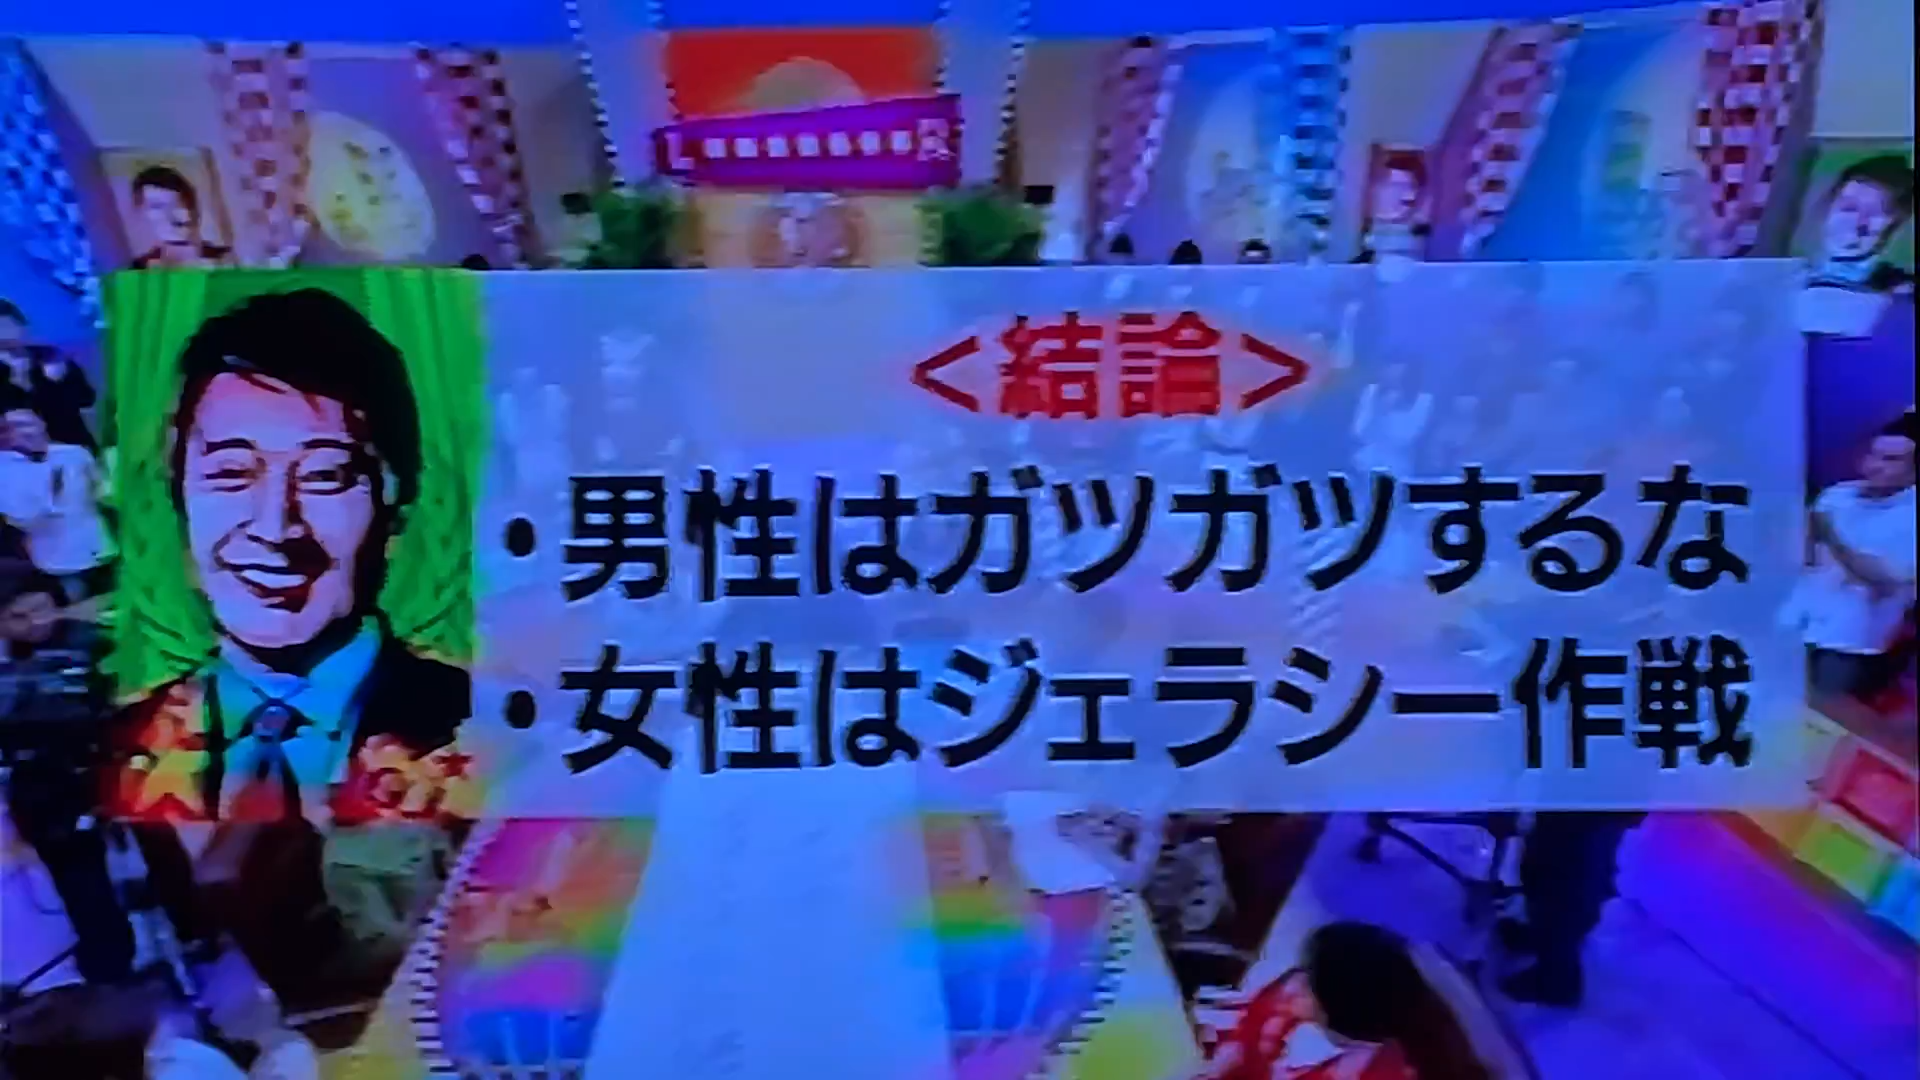 <結論>
・男性はガツガツするな
・女性はジェラシー作戦